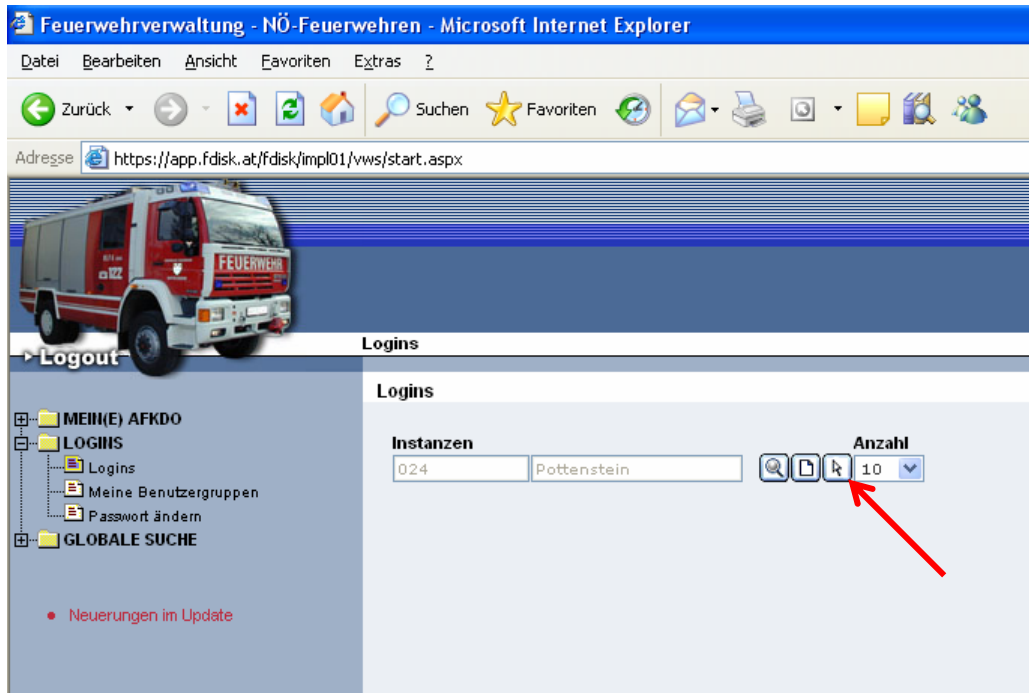 Feuerwehrverwaltung - NÖ-Feuerwehren - Microsoft Internet Explorer
Datei Bearbeiten Ansicht Favoriten Extras ?
Zurück Suchen Favoriten
Adresse https://app.fdisk.at/fdisk/impl01/vws/start.aspx
122
FEUERWEHR
Logout
Logins
Logins
MEIN(E) AFKDO
LOGINS
Logins
Meine Benutzergruppen
Passwort ändern
GLOBALE SUCHE
Neuerungen im Update
Instanzen Anzahl
024 Pottenstein 10